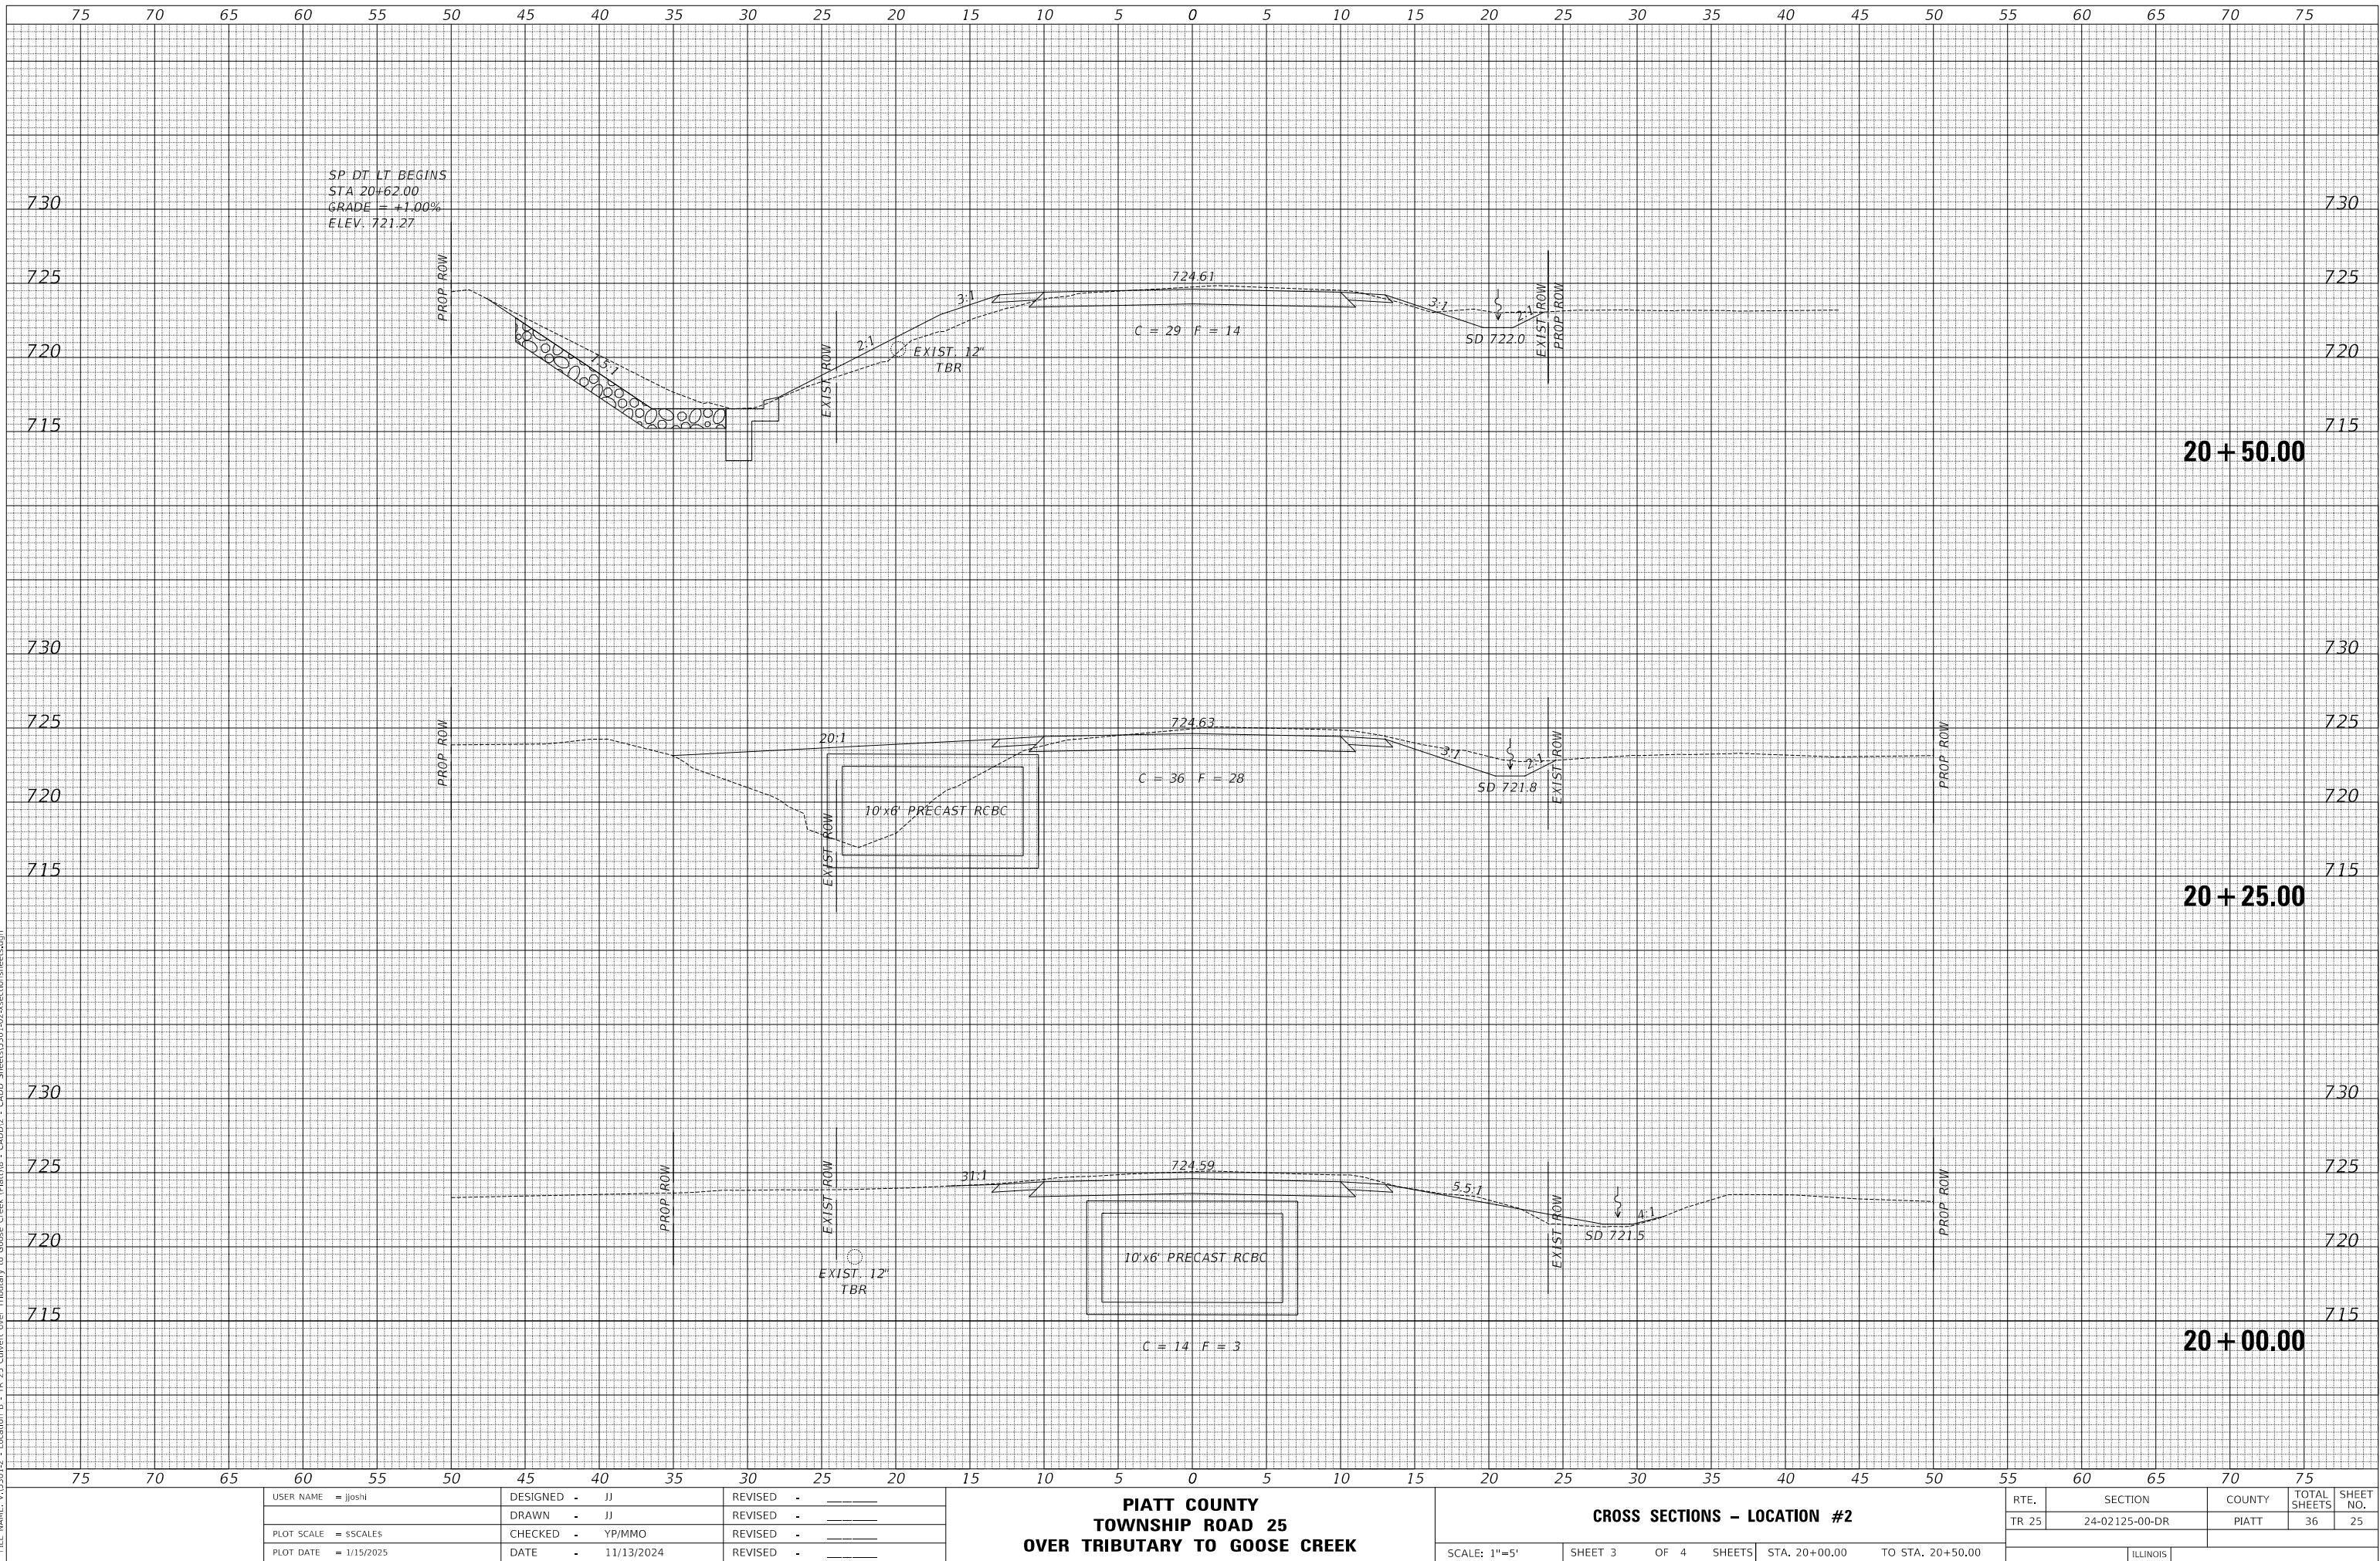 75 70 65 60 55 50 45 40 35 30 25 20 15 10 5 0 5 10 15 20 25 30 35 40 45 50 55 60 65 70 75
SP DT LT BEGINS
STA 20+62.00
GRADE = +1.00%
ELEV. 721.27
730 730
725 725
720 720
715 715
PROP ROW
1.5:1
EXIST ROW
2:1
EXIST. 12"
TBR
3:1
724.61
C = 29 F = 14
3:1
SD 722.0
2:1
EXIST ROW
PROP ROW
20+50.00
730 730
725 725
720 720
715 715
PROP ROW
20:1
EXIST ROW
10'x6' PRECAST RCBC
724.63
C = 36 F = 28
3:1
SD 721.8
2:1
EXIST ROW
PROP ROW
20+25.00
730 730
725 725
720 720
715 715
PROP ROW
EXIST ROW
EXIST. 12"
TBR
31:1
724.59
10'x6' PRECAST RCBC
C = 14 F = 3
5.5:1
EXIST ROW
SD 721.5
4:1
PROP ROW
20+00.00
75 70 65 60 55 50 45 40 35 30 25 20 15 10 5 0 5 10 15 20 25 30 35 40 45 50 55 60 65 70 75
USER NAME = jjoshi
PLOT SCALE = $SCALE$
PLOT DATE = 1/15/2025
DESIGNED - JJ
DRAWN - JJ
CHECKED - YP/MMO
DATE - 11/13/2024
REVISED -
REVISED -
REVISED -
REVISED -
PIATT COUNTY
TOWNSHIP ROAD 25
OVER TRIBUTARY TO GOOSE CREEK
CROSS SECTIONS – LOCATION #2
SCALE: 1"=5' SHEET 3 OF 4 SHEETS STA. 20+00.00 TO STA. 20+50.00
RTE. SECTION COUNTY TOTAL SHEETS SHEET NO.
TR 25 24-02125-00-DR PIATT 36 25
ILLINOIS